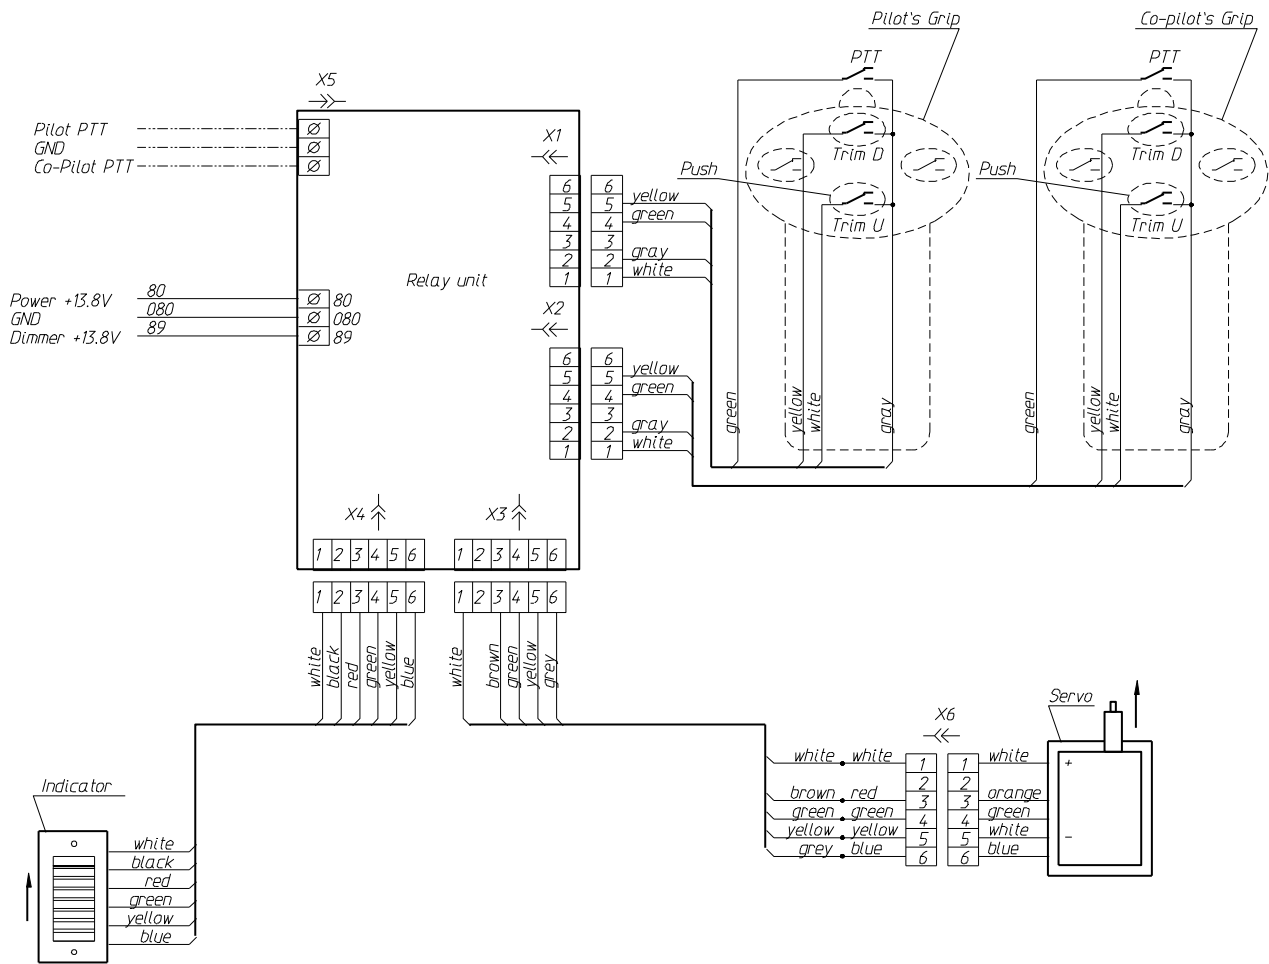 Pilot's Grip
Co-pilot's Grip
PTT
PTT
X5
Pilot PTT
GND
Co-Pilot PTT
X1
Trim D
Trim D
Push
Push
Trim U
Trim U
6 6 yellow
5 5 green
4 4
3 3 gray
2 2 white
1 1
Relay unit
Power +13.8V 80 80
GND 080 080
Dimmer +13.8V 89 89
X2
6 6 yellow
5 5 green
4 4
3 3 gray
2 2 white
1 1
green yellow white gray
green yellow white gray
X4
X3
1 2 3 4 5 6
1 2 3 4 5 6
1 2 3 4 5 6
1 2 3 4 5 6
white black red green yellow blue
white brown green yellow grey
Servo
X6
white white 1 1 white +
2 2
brown red 3 3 orange
green green 4 4 green
yellow yellow 5 5 white −
grey blue 6 6 blue
Indicator
white
black
red
green
yellow
blue